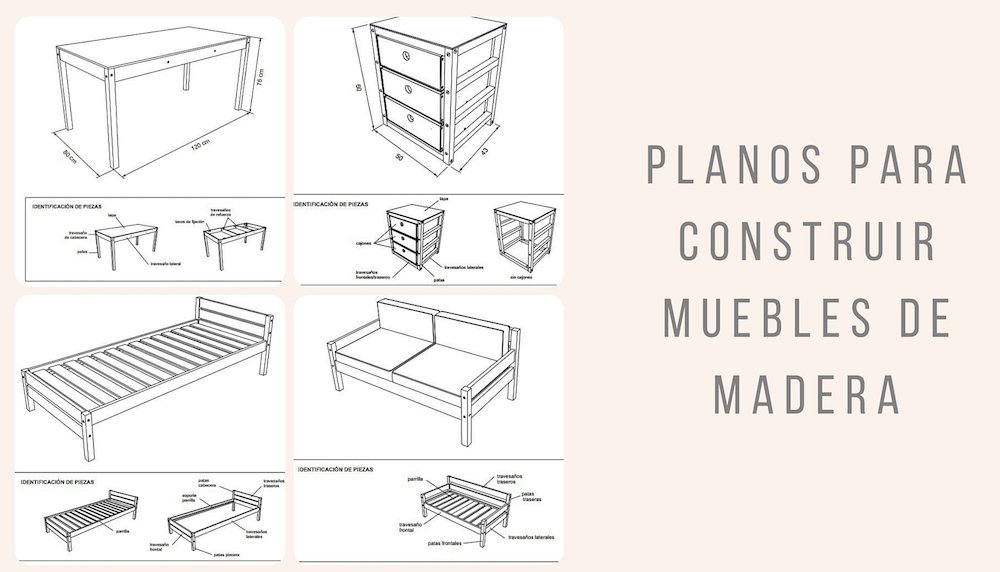 76 cm
80 cm
120 cm
IDENTIFICACIÓN DE PIEZAS
tapa
travesaño
de cabecera
patas
travesaño lateral
travesaños
de refuerzo
tacos de fijación
60
50
43
IDENTIFICACIÓN DE PIEZAS
tapa
cajones
travesaños
frontales/traseros
travesaños laterales
patas
sin cajones
IDENTIFICACIÓN DE PIEZAS
parrilla
patas
cabecera
travesaños
traseros
soporte
parrilla
travesaño
frontal
travesaños
laterales
patas piecera
IDENTIFICACIÓN DE PIEZAS
parrilla
travesaños
traseros
patas
traseras
travesaño
frontal
travesaños laterales
patas frontales
PLANOS PARA
CONSTRUIR
MUEBLES DE
MADERA